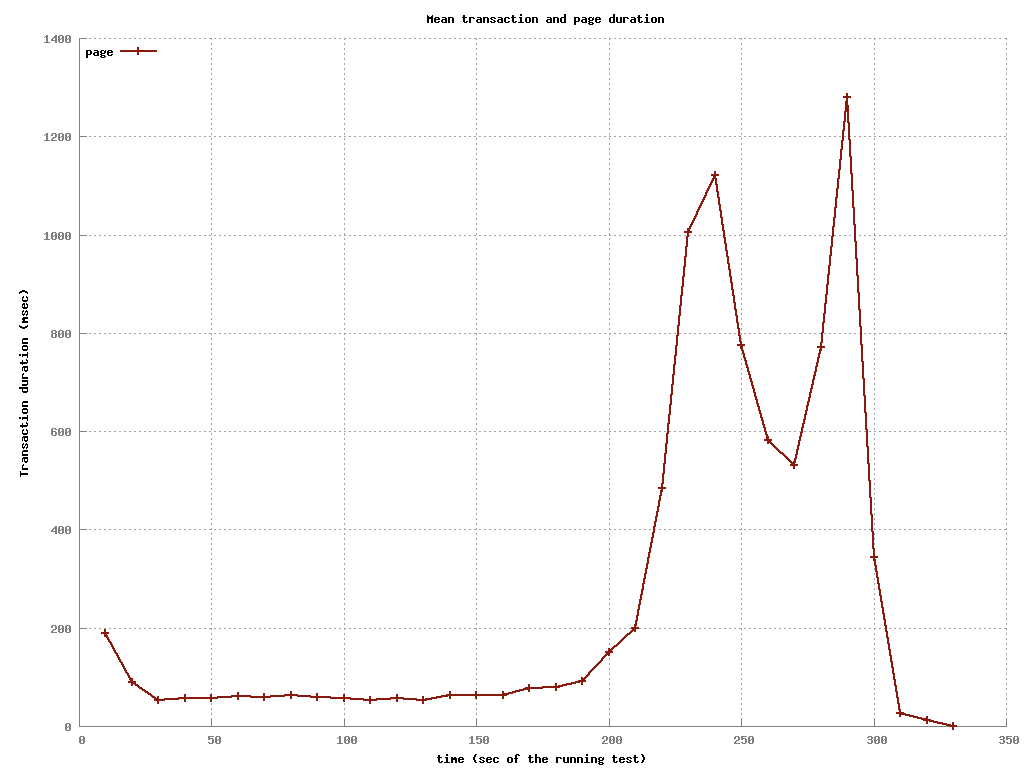 Mean transaction and page duration
page
1400
1200
1000
800
600
400
200
0
Transaction duration (msec)
0 50 100 150 200 250 300 350
time (sec of the running test)